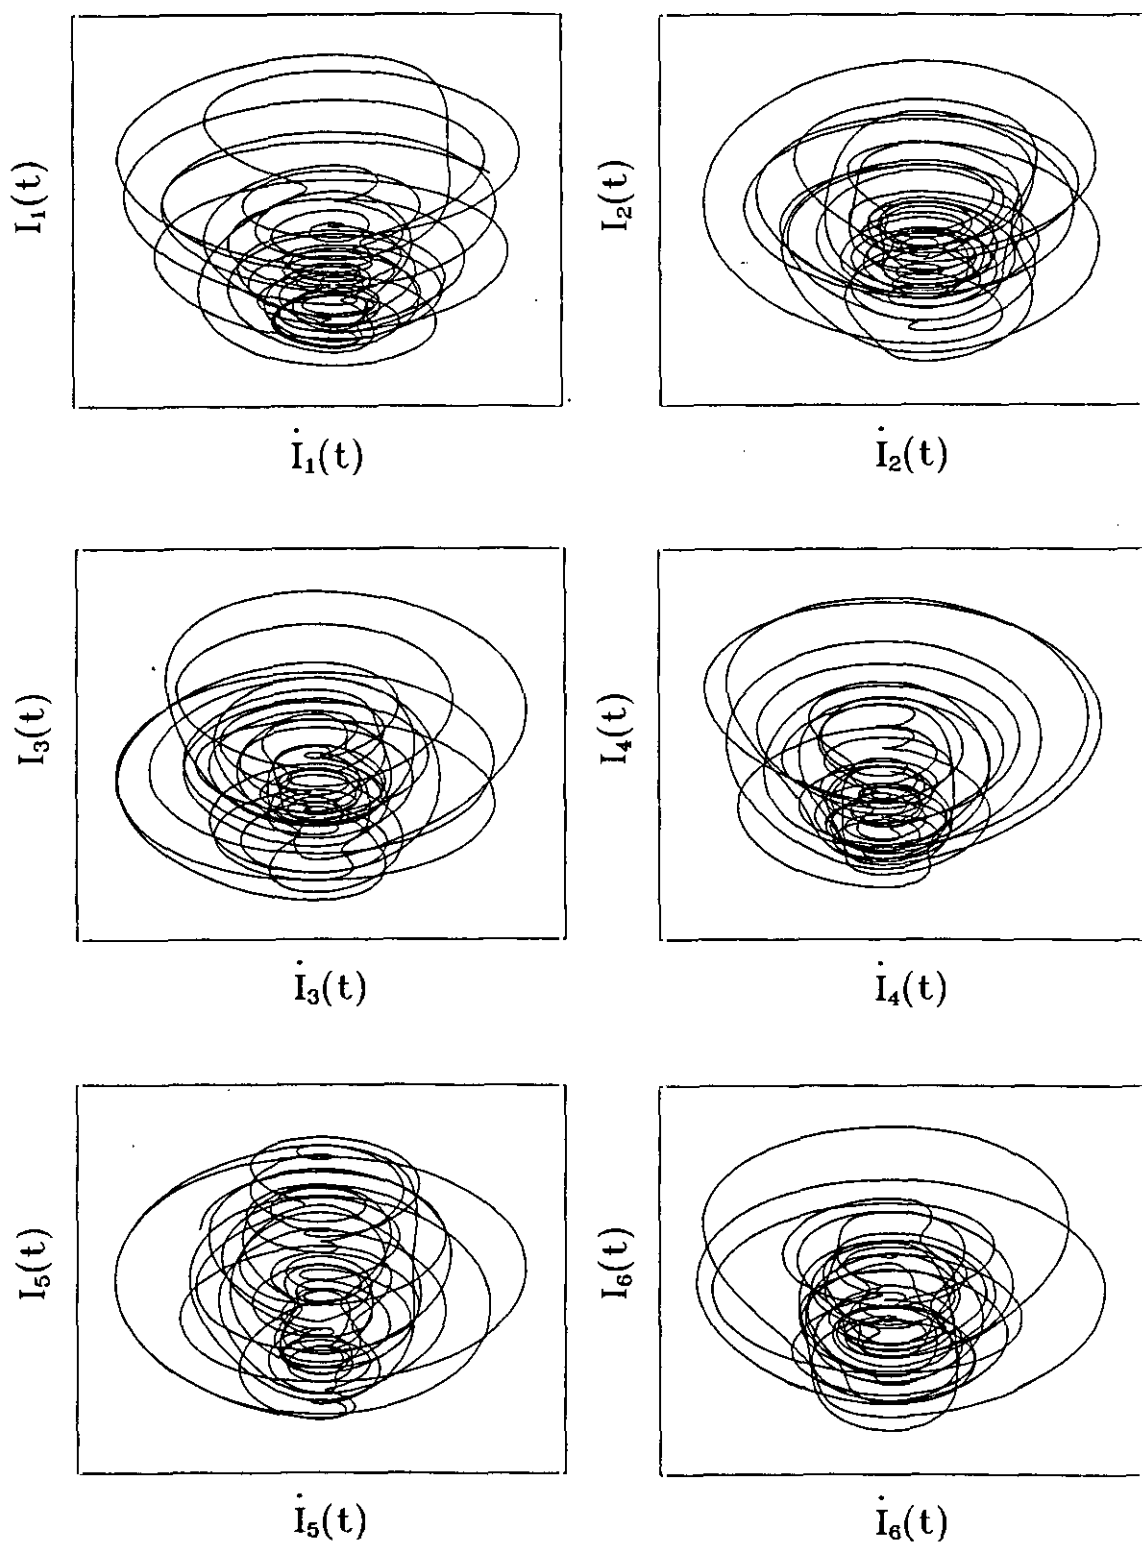 I₁(t)
İ₁(t)
I₂(t)
İ₂(t)
I₃(t)
İ₃(t)
I₄(t)
İ₄(t)
I₅(t)
İ₅(t)
I₆(t)
İ₆(t)